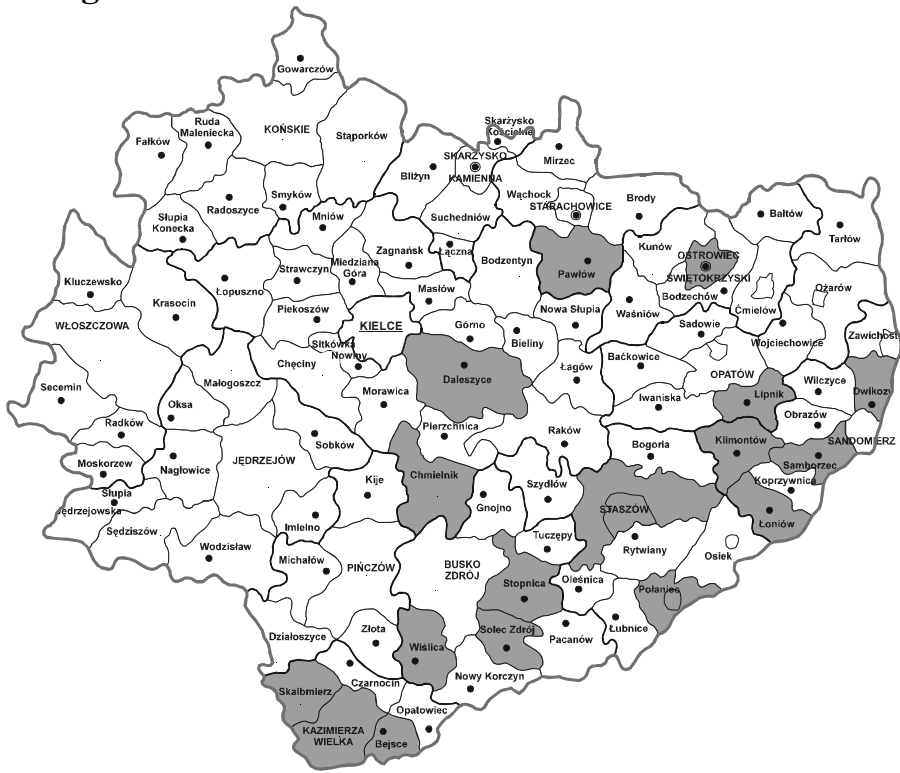 Gowarczów
Ruda
Maleniecka
KOŃSKIE
Stąporków
Fałków
Skarżysko
Kościelne
SKARŻYSKO
KAMIENNA
Mirzec
Bliżyn
Smyków
Radoszyce
Wąchock
STARACHOWICE
Brody
Bałtów
Tarłów
Słupia
Konecka
Mniów
Suchedniów
Łączna
Zagnańsk
Bodzentyn
Pawłów
Kunów
OSTROWIEC
ŚWIĘTOKRZYSKI
Bodzechów
Ćmielów
Ożarów
Kluczewsko
Krasocin
Łopuszno
Strawczyn
Miedziana
Góra
Masłów
Piekoszów
KIELCE
Górno
Bieliny
Nowa Słupia
Waśniów
Sadowie
Wojciechowice
Zawichost
WŁOSZCZOWA
Sitkówka
Nowiny
Chęciny
Daleszyce
Łagów
Baćkowice
OPATÓW
Lipnik
Wilczyce
Dwikozy
Secemin
Małogoszcz
Oksa
Morawica
Iwaniska
Obrazów
Radków
Sobków
Pierzchnica
Raków
Bogoria
Klimontów
SANDOMIERZ
Samborzec
Moskorzew
Nagłowice
JĘDRZEJÓW
Kije
Chmielnik
Gnojno
Szydłów
Koprzywnica
Słupia
Jędrzejowska
Imielno
STASZÓW
Łoniów
Sędziszów
Wodzisław
Michałów
PIŃCZÓW
BUSKO
ZDRÓJ
Tuczępy
Rytwiany
Osiek
Stopnica
Oleśnica
Połaniec
Działoszyce
Złota
Wiślica
Solec Zdrój
Pacanów
Łubnice
Skalbmierz
Czarnocin
Nowy Korczyn
Opatowiec
KAZIMIERZA
WIELKA
Bejsce